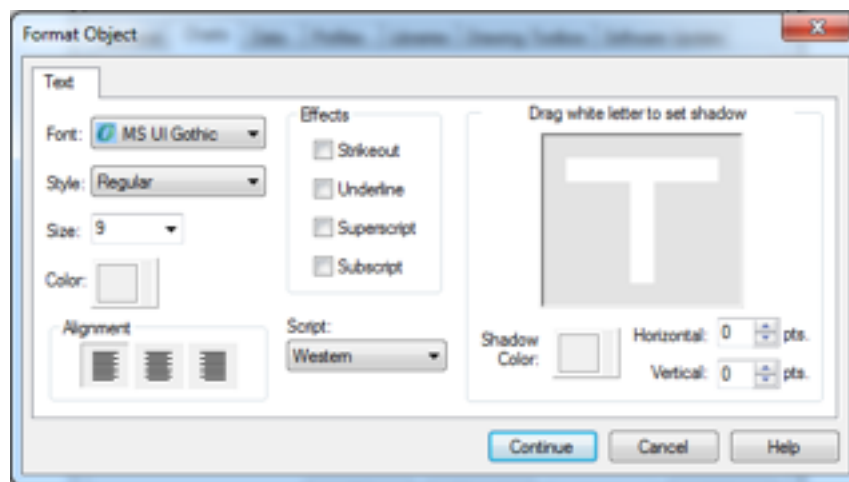 Format Object
Text
Font: MS UI Gothic
Style: Regular
Size: 9
Color:
Alignment
Effects
Strikeout
Underline
Superscript
Subscript
Script:
Western
Drag white letter to set shadow
T
Shadow
Color:
Horizontal: 0 pts.
Vertical: 0 pts.
Continue
Cancel
Help